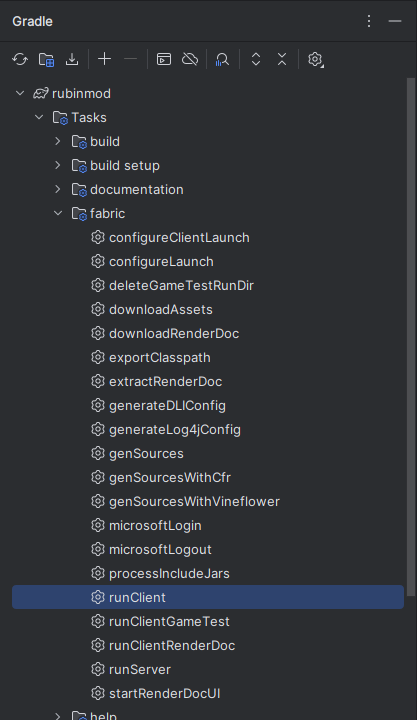 Gradle
rubinmod
Tasks
build
build setup
documentation
fabric
configureClientLaunch
configureLaunch
deleteGameTestRunDir
downloadAssets
downloadRenderDoc
exportClasspath
extractRenderDoc
generateDLIConfig
generateLog4jConfig
genSources
genSourcesWithCfr
genSourcesWithVineflower
microsoftLogin
microsoftLogout
processIncludeJars
runClient
runClientGameTest
runClientRenderDoc
runServer
startRenderDocUI
help